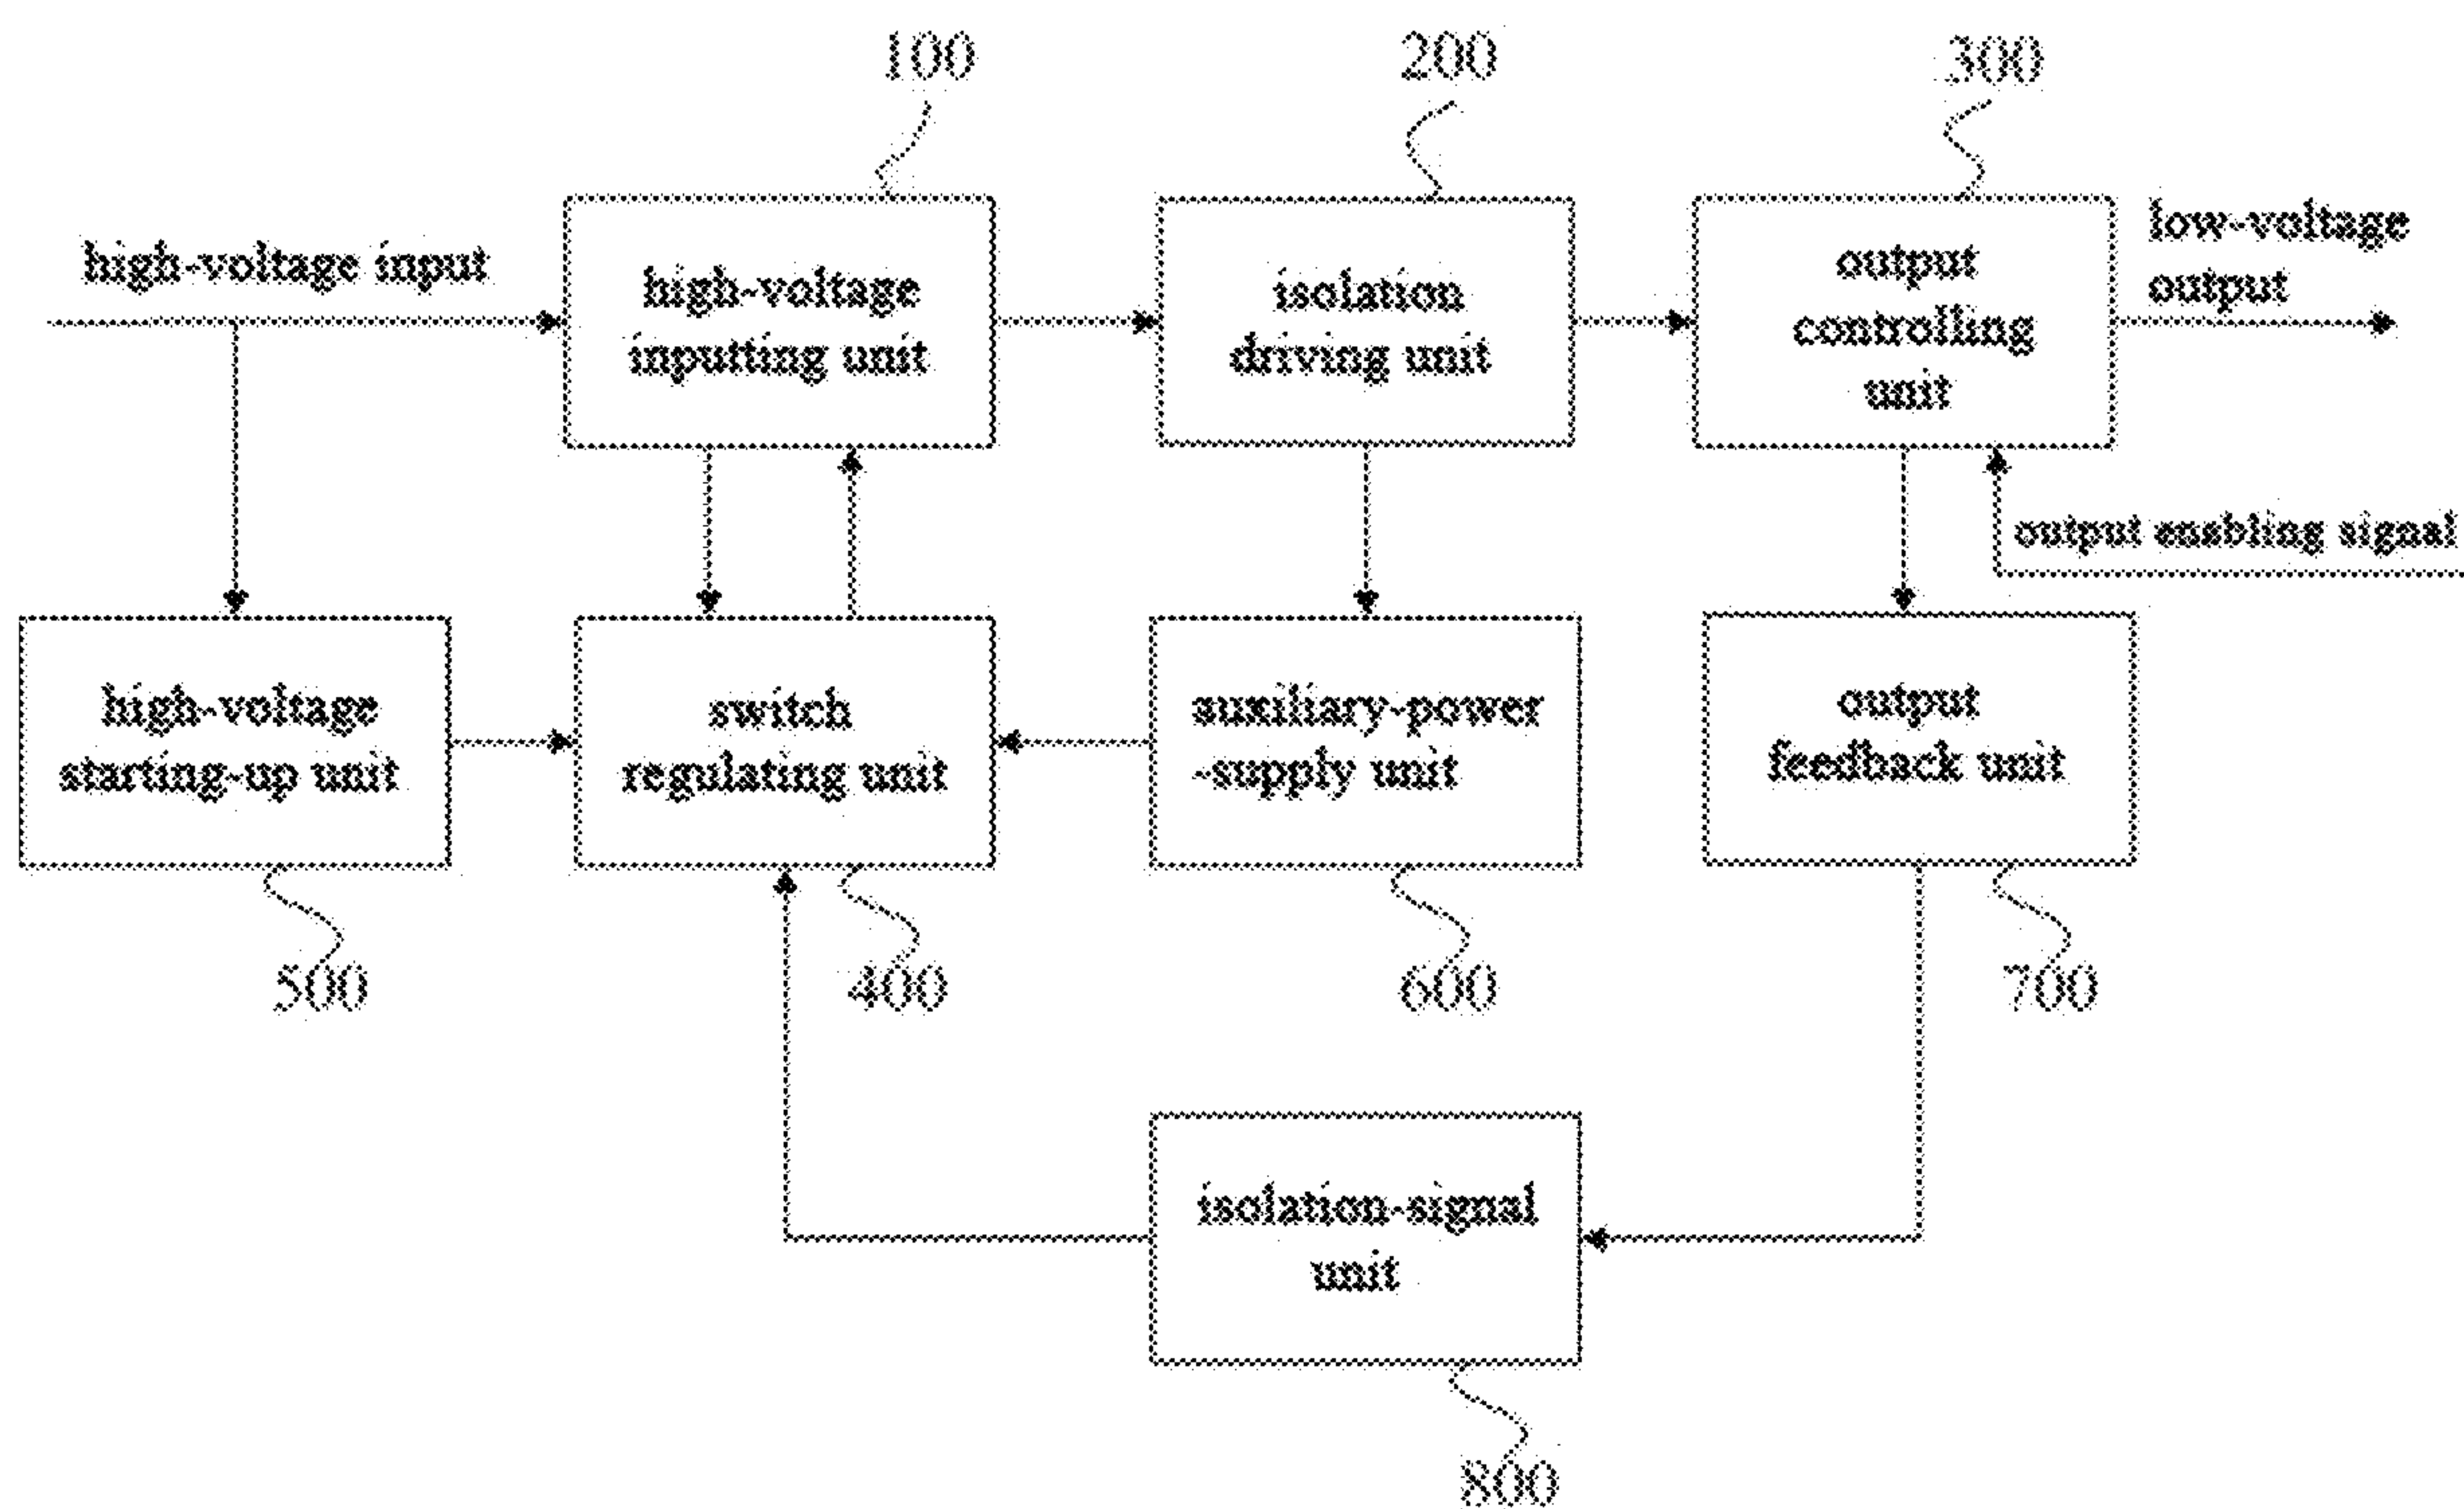 100
200
300
high-voltage input
high-voltage
inputting unit
isolation
driving unit
output
controlling
unit
low-voltage
output
output enabling signal
high-voltage
starting-up unit
switch
regulating unit
auxiliary-power
-supply unit
output
feedback unit
500
400
600
700
isolation-signal
unit
800